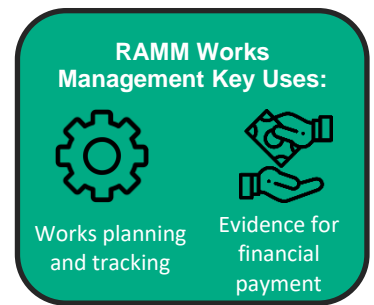 RAMM Works
Management Key Uses:
Works planning
and tracking
Evidence for
financial
payment